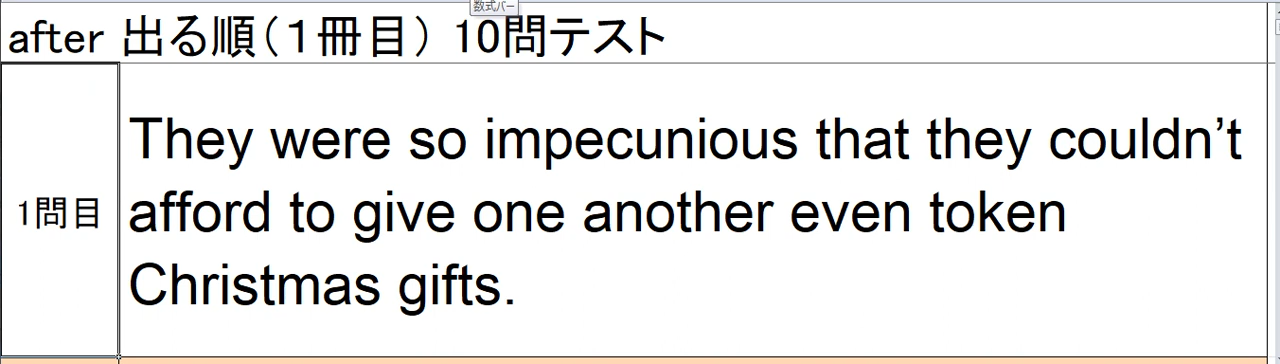 数式バー
after 出る順（１冊目） 10問テスト
1問目
They were so impecunious that they couldn’t
afford to give one another even token
Christmas gifts.